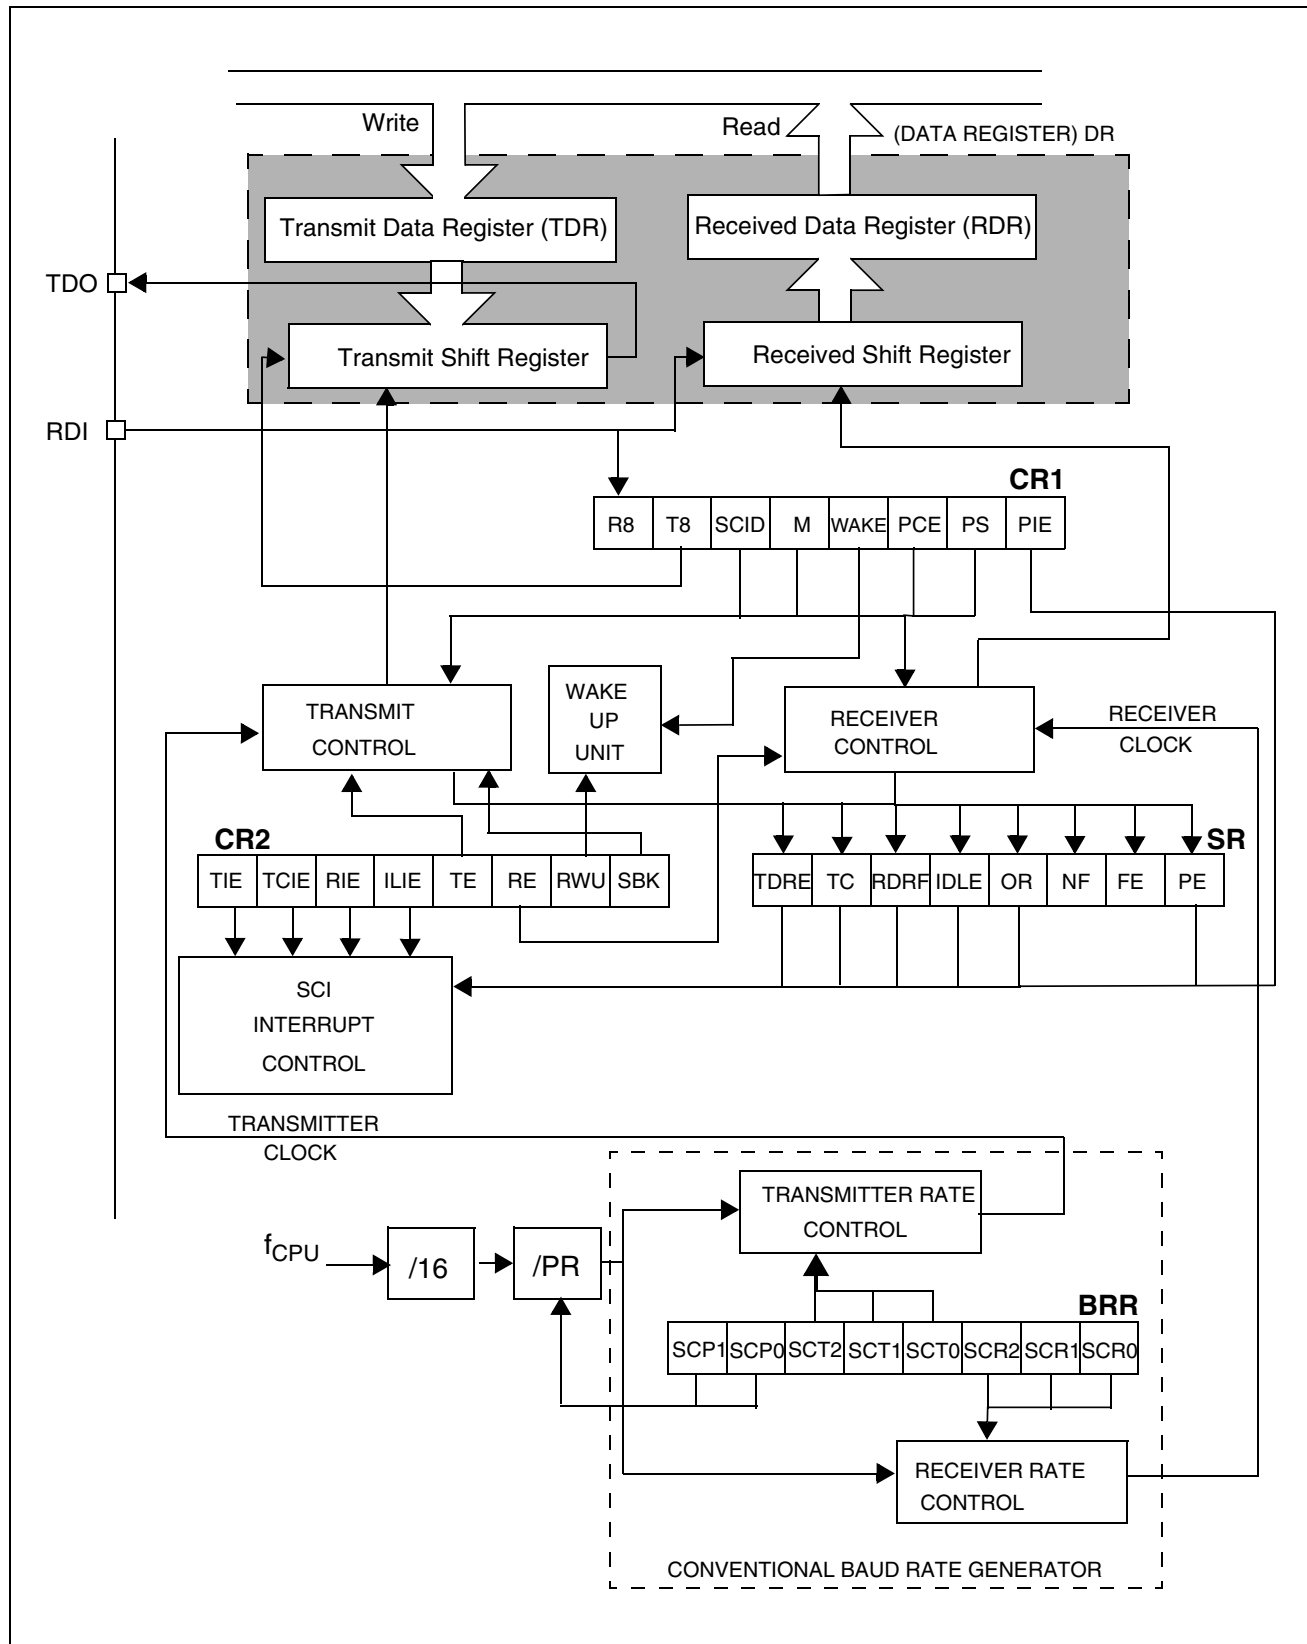 Write
Read
(DATA REGISTER) DR
Transmit Data Register (TDR)
Received Data Register (RDR)
TDO
Transmit Shift Register
Received Shift Register
RDI
CR1
R8 T8 SCID M WAKE PCE PS PIE
TRANSMIT
CONTROL
WAKE
UP
UNIT
RECEIVER
CONTROL
RECEIVER
CLOCK
CR2
SR
TIE TCIE RIE ILIE TE RE RWU SBK
TDRE TC RDRF IDLE OR NF FE PE
SCI
INTERRUPT
CONTROL
TRANSMITTER
CLOCK
TRANSMITTER RATE
CONTROL
fCPU
/16
/PR
BRR
SCP1 SCP0 SCT2 SCT1 SCT0 SCR2 SCR1 SCR0
RECEIVER RATE
CONTROL
CONVENTIONAL BAUD RATE GENERATOR